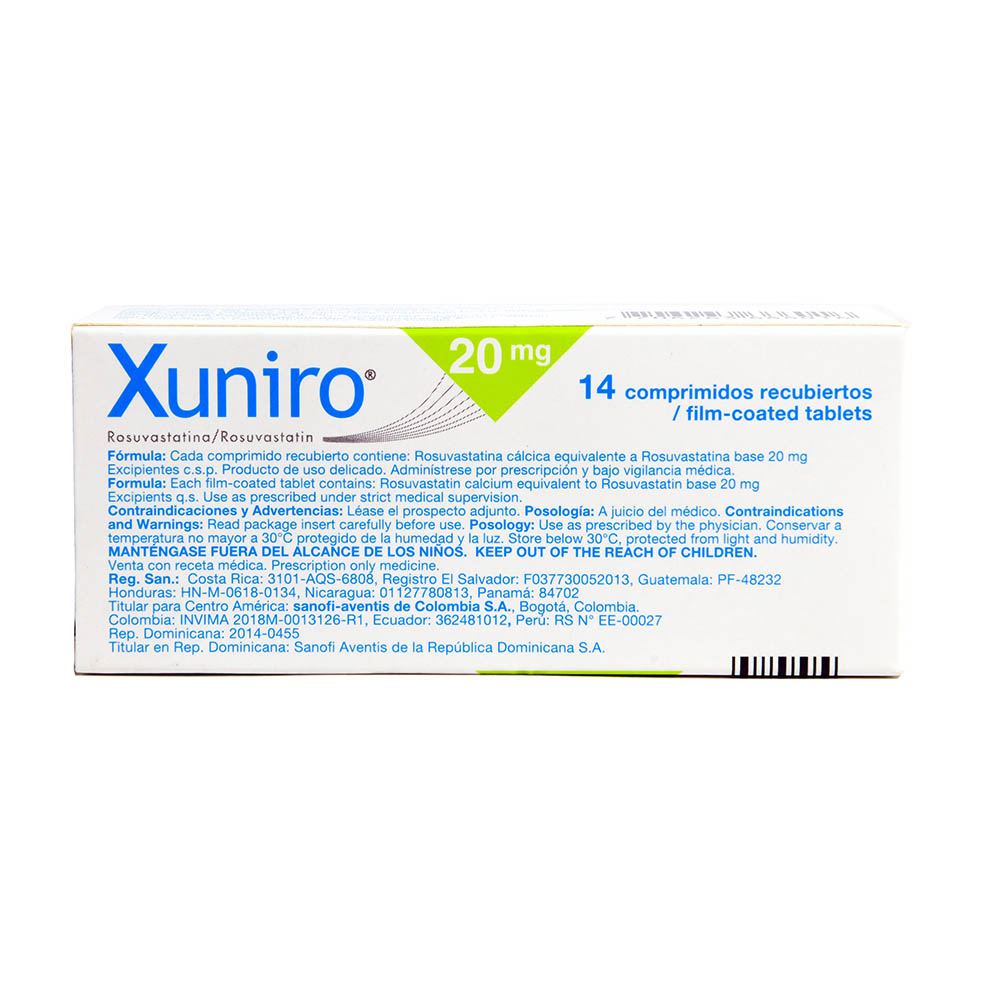 Xuniro®
20 mg
14 comprimidos recubiertos
/ film-coated tablets
Rosuvastatina/Rosuvastatin
Fórmula: Cada comprimido recubierto contiene: Rosuvastatina cálcica equivalente a Rosuvastatina base 20 mg
Excipientes c.s.p. Producto de uso delicado. Adminístrese por prescripción y bajo vigilancia médica.
Formula: Each film-coated tablet contains: Rosuvastatin calcium equivalent to Rosuvastatin base 20 mg
Excipients q.s. Use as prescribed under strict medical supervision.
Contraindicaciones y Advertencias: Léase el prospecto adjunto. Posología: A juicio del médico. Contraindications
and Warnings: Read package insert carefully before use. Posology: Use as prescribed by the physician. Conservar a
temperatura no mayor a 30°C protegido de la humedad y la luz. Store below 30°C, protected from light and humidity.
MANTÉNGASE FUERA DEL ALCANCE DE LOS NIÑOS. KEEP OUT OF THE REACH OF CHILDREN.
Venta con receta médica. Prescription only medicine.
Reg. San.: Costa Rica: 3101-AQS-6808, Registro El Salvador: F037730052013, Guatemala: PF-48232
Honduras: HN-M-0618-0134, Nicaragua: 01127780813, Panamá: 84702
Titular para Centro América: sanofi-aventis de Colombia S.A., Bogotá, Colombia.
Colombia: INVIMA 2018M-0013126-R1, Ecuador: 362481012, Perú: RS N° EE-00027
Rep. Dominicana: 2014-0455
Titular en Rep. Dominicana: Sanofi Aventis de la República Dominicana S.A.